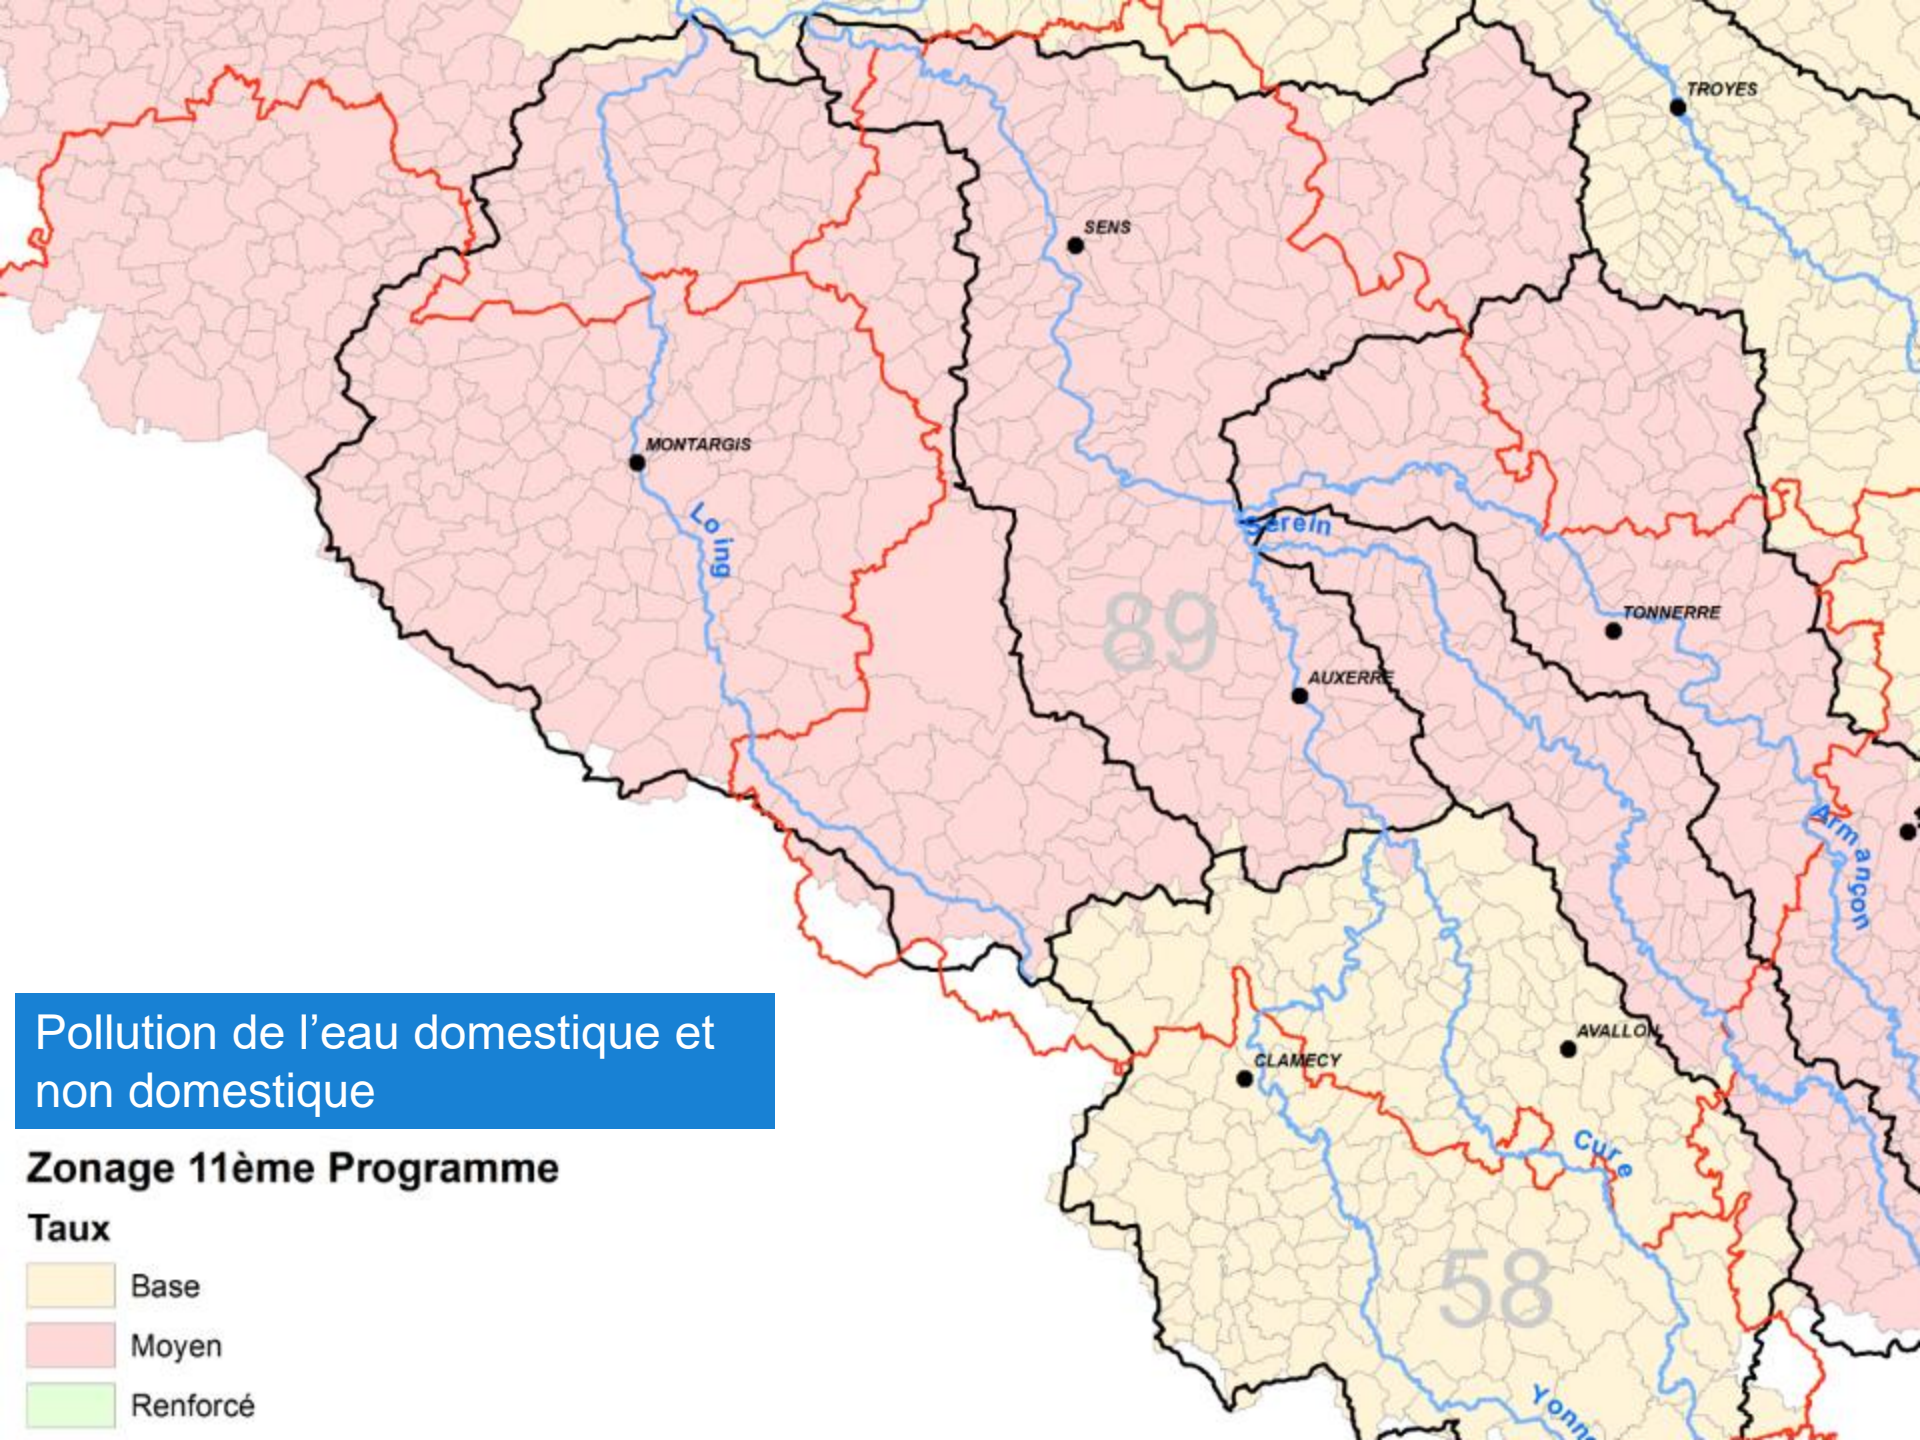 TROYES
SENS
MONTARGIS
Loing
Serein
89
TONNERRE
AUXERRE
Armançon
AVALLON
CLAMECY
Cure
58
Pollution de l’eau domestique et
non domestique
Zonage 11ème Programme
Taux
Base
Moyen
Renforcé